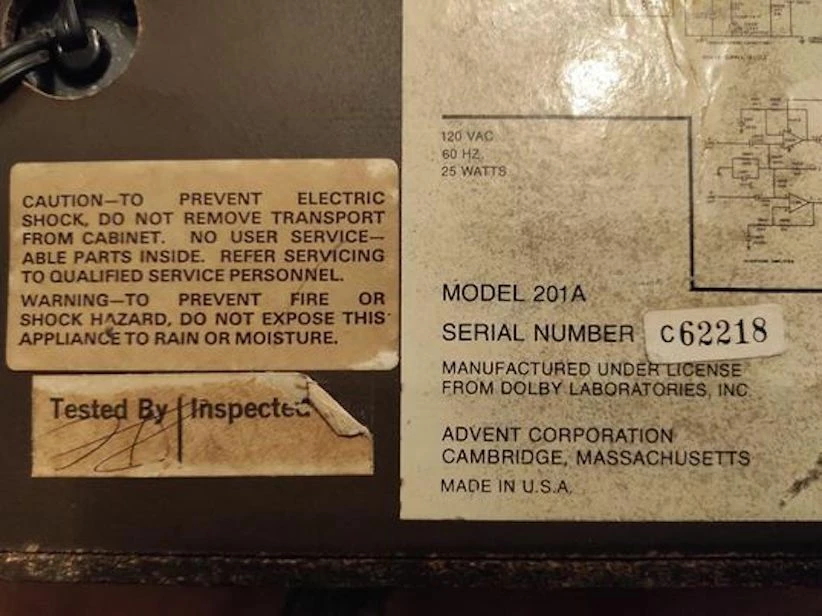 CAUTION—TO PREVENT ELECTRIC
SHOCK, DO NOT REMOVE TRANSPORT
FROM CABINET. NO USER SERVICE—
ABLE PARTS INSIDE. REFER SERVICING
TO QUALIFIED SERVICE PERSONNEL.
WARNING—TO PREVENT FIRE OR
SHOCK HAZARD, DO NOT EXPOSE THIS
APPLIANCE TO RAIN OR MOISTURE.
Tested By Inspected
120 VAC
60 HZ.
25 WATTS
MODEL 201A
SERIAL NUMBER C62218
MANUFACTURED UNDER LICENSE
FROM DOLBY LABORATORIES, INC
ADVENT CORPORATION
CAMBRIDGE, MASSACHUSETTS
MADE IN U.S.A.